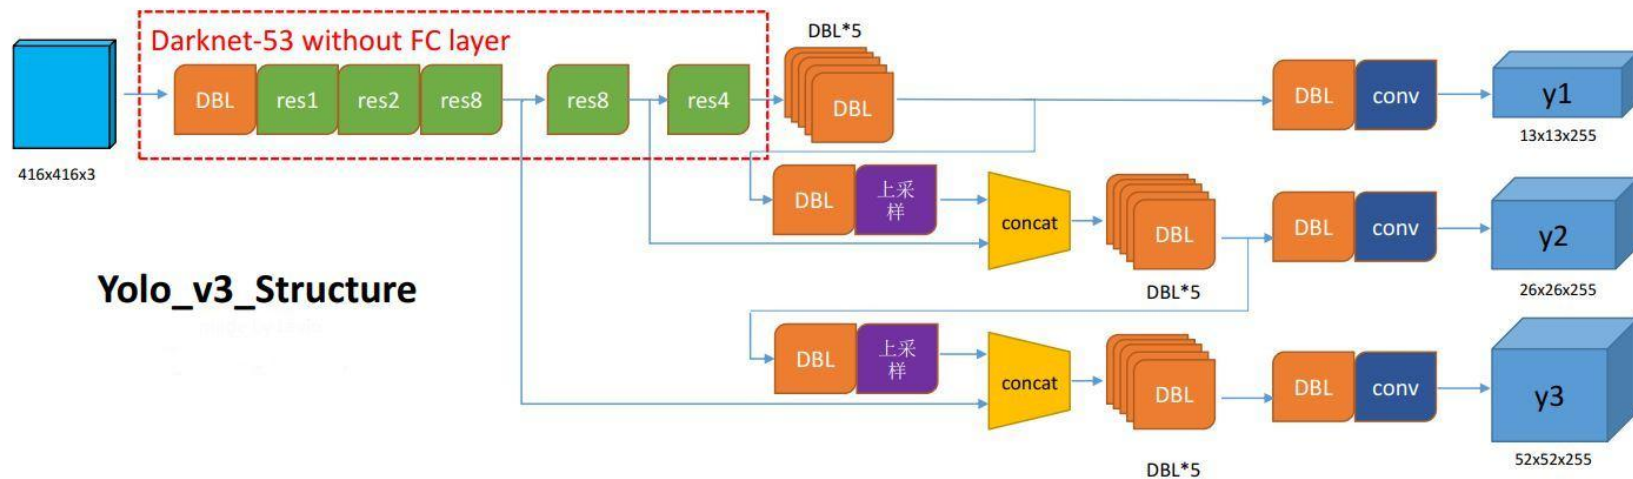 DBL*5
Darknet-53 without FC layer
DBL
res1
res2
res8
res8
res4
DBL
DBL
conv
y1
13x13x255
416x416x3
DBL
上采
样
concat
DBL
DBL
conv
y2
26x26x255
DBL*5
Yolo_v3_Structure
DBL
上采
样
concat
DBL
DBL
conv
y3
52x52x255
DBL*5